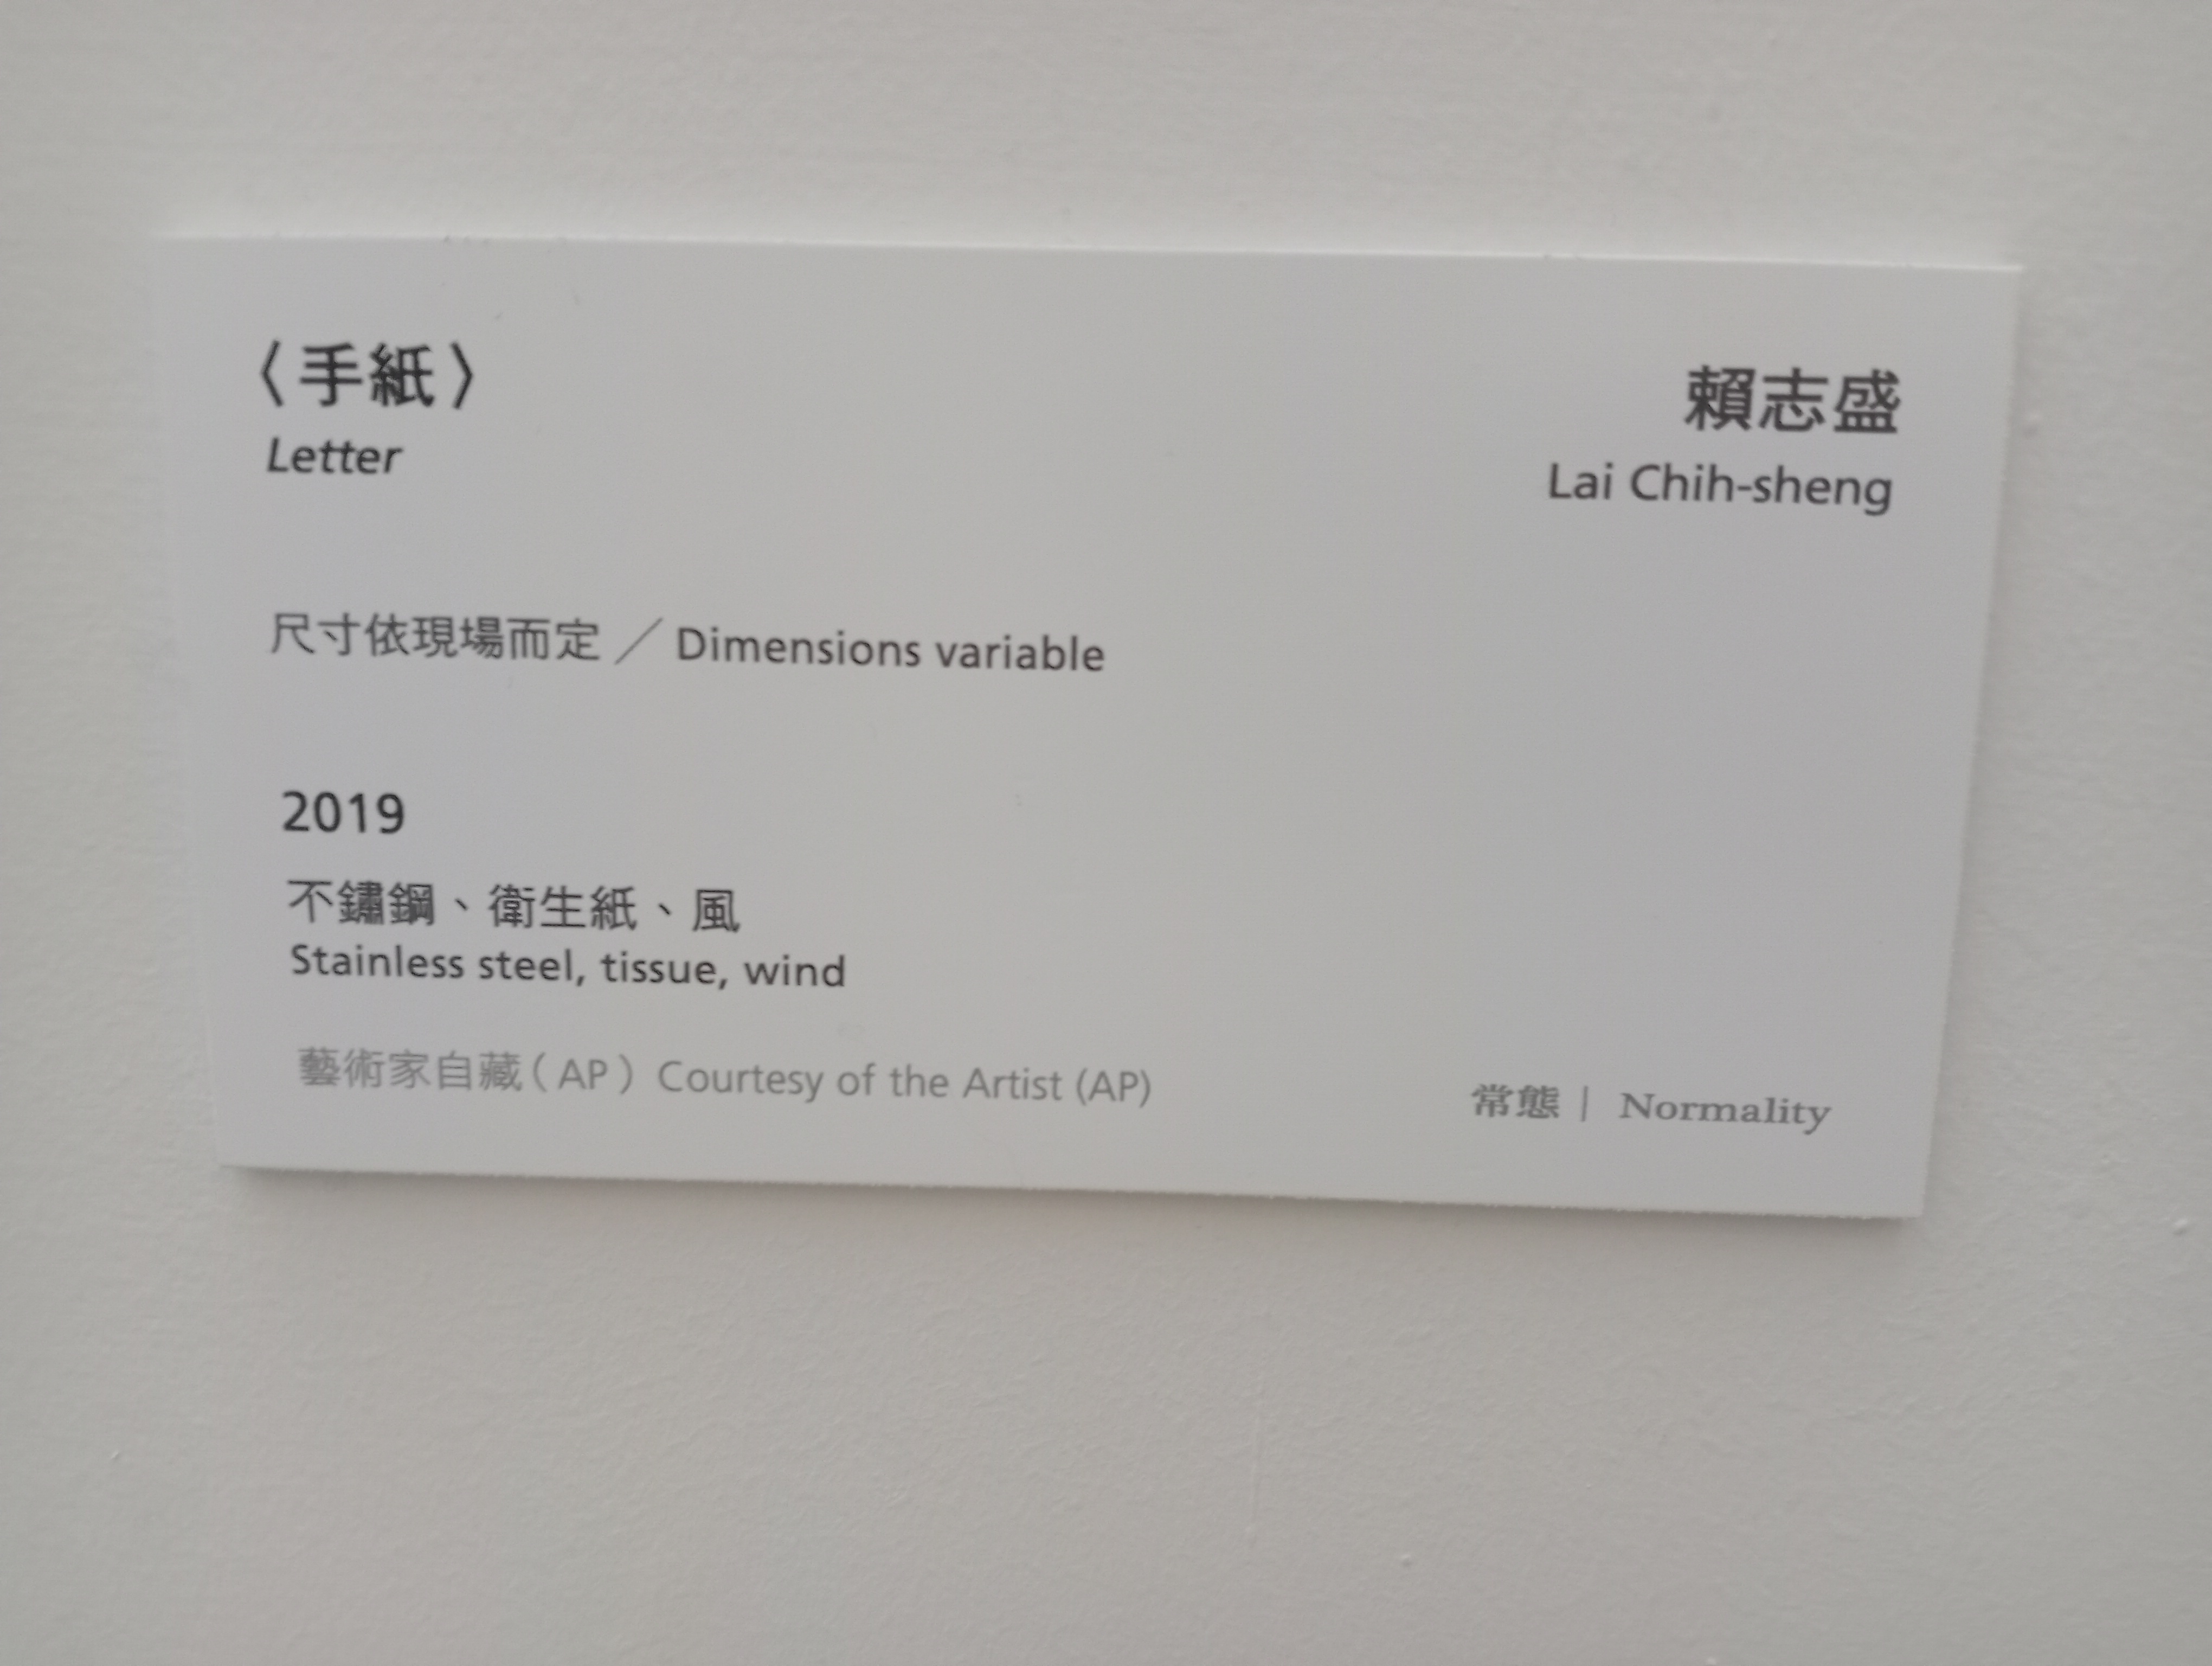 〈手紙〉
Letter
賴志盛
Lai Chih-sheng
尺寸依現場而定／Dimensions variable
2019
不鏽鋼、衛生紙、風
Stainless steel, tissue, wind
藝術家自藏（AP）Courtesy of the Artist (AP)
常態｜ Normality